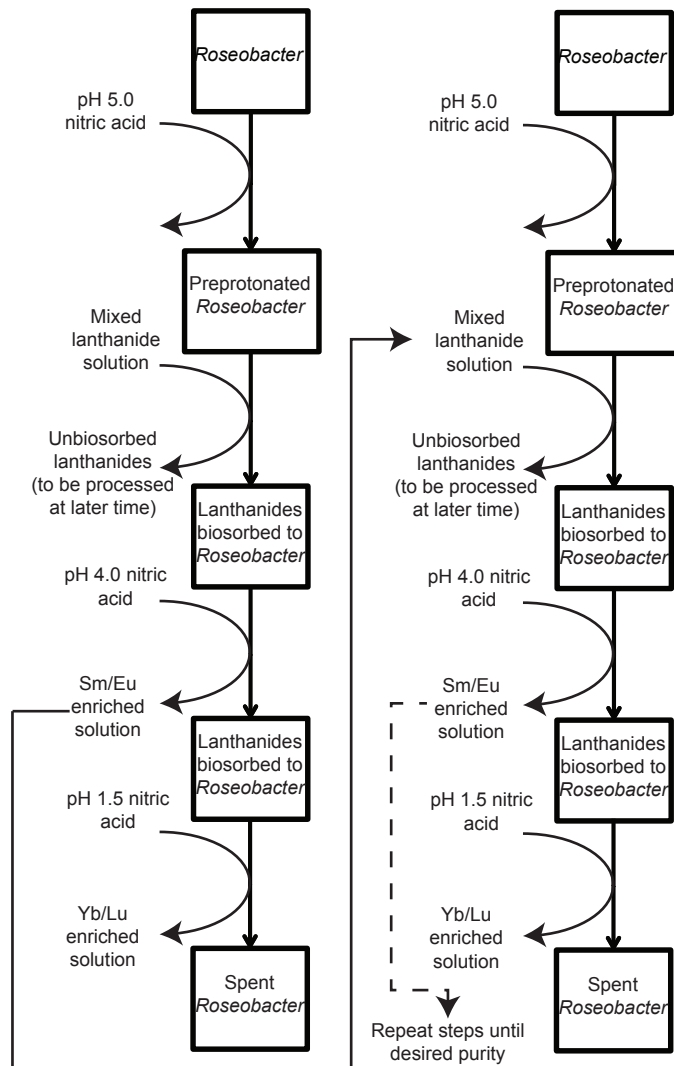 Roseobacter
pH 5.0
nitric acid
Preprotonated
Roseobacter
Mixed
lanthanide
solution
Unbiosorbed
lanthanides
(to be processed
at later time)
Lanthanides
biosorbed to
Roseobacter
pH 4.0 nitric
acid
Sm/Eu
enriched
solution
Lanthanides
biosorbed to
Roseobacter
pH 1.5 nitric
acid
Yb/Lu
enriched
solution
Spent
Roseobacter
Roseobacter
pH 5.0
nitric acid
Preprotonated
Roseobacter
Mixed
lanthanide
solution
Unbiosorbed
lanthanides
(to be processed
at later time)
Lanthanides
biosorbed to
Roseobacter
pH 4.0 nitric
acid
Sm/Eu
enriched
solution
Lanthanides
biosorbed to
Roseobacter
pH 1.5 nitric
acid
Yb/Lu
enriched
solution
Spent
Roseobacter
Repeat steps until
desired purity